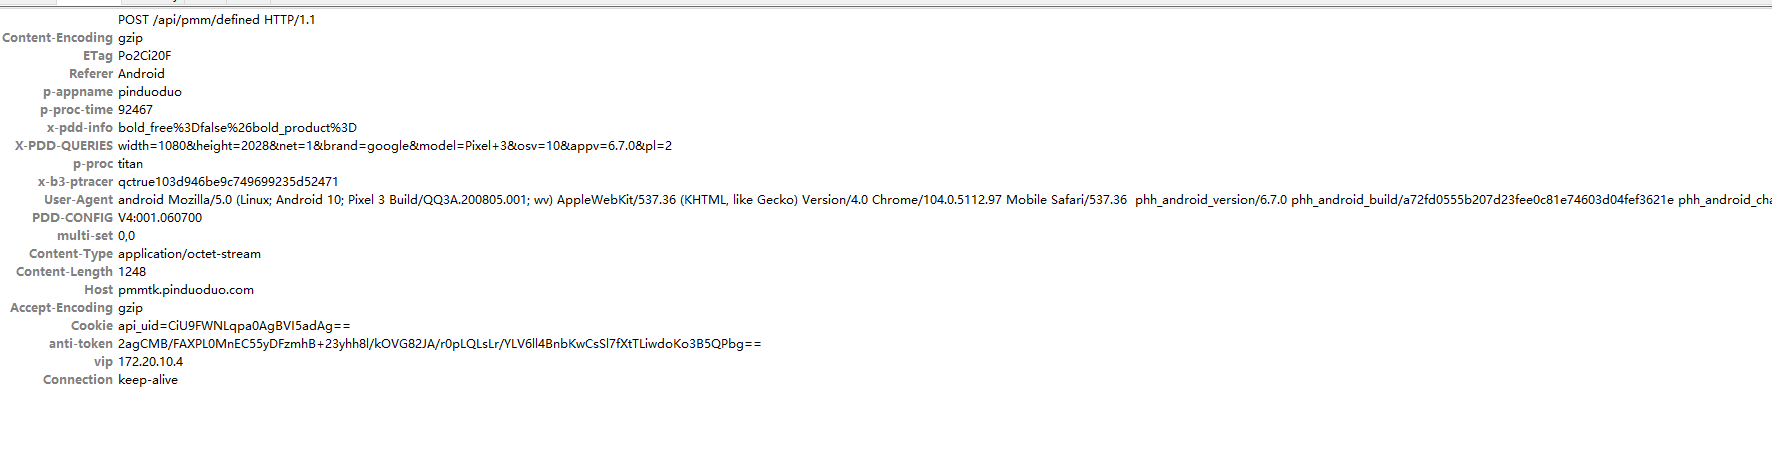 POST /api/pmm/defined HTTP/1.1
Content-Encoding gzip
ETag Po2Ci20F
Referer Android
p-appname pinduoduo
p-proc-time 92467
x-pdd-info bold_free%3Dfalse%26bold_product%3D
X-PDD-QUERIES width=1080&height=2028&net=1&brand=google&model=Pixel+3&osv=10&appv=6.7.0&pl=2
p-proc titan
x-b3-ptracer qctrue103d946be9c749699235d52471
User-Agent android Mozilla/5.0 (Linux; Android 10; Pixel 3 Build/QQ3A.200805.001; wv) AppleWebKit/537.36 (KHTML, like Gecko) Version/4.0 Chrome/104.0.5112.97 Mobile Safari/537.36  phh_android_version/6.7.0 phh_android_build/a72fd0555b207d23fee0c81e74603d04fef3621e phh_android_cha
PDD-CONFIG V4:001.060700
multi-set 0,0
Content-Type application/octet-stream
Content-Length 1248
Host pmmtk.pinduoduo.com
Accept-Encoding gzip
Cookie api_uid=CiU9FWNLqpa0AgBVI5adAg==
anti-token 2agCMB/FAXPL0MnEC55yDFzmhB+23yhh8l/kOVG82JA/r0pLQLsLr/YLV6ll4BnbKwCsSl7fXtTLiwdoKo3B5QPbg==
vip 172.20.10.4
Connection keep-alive